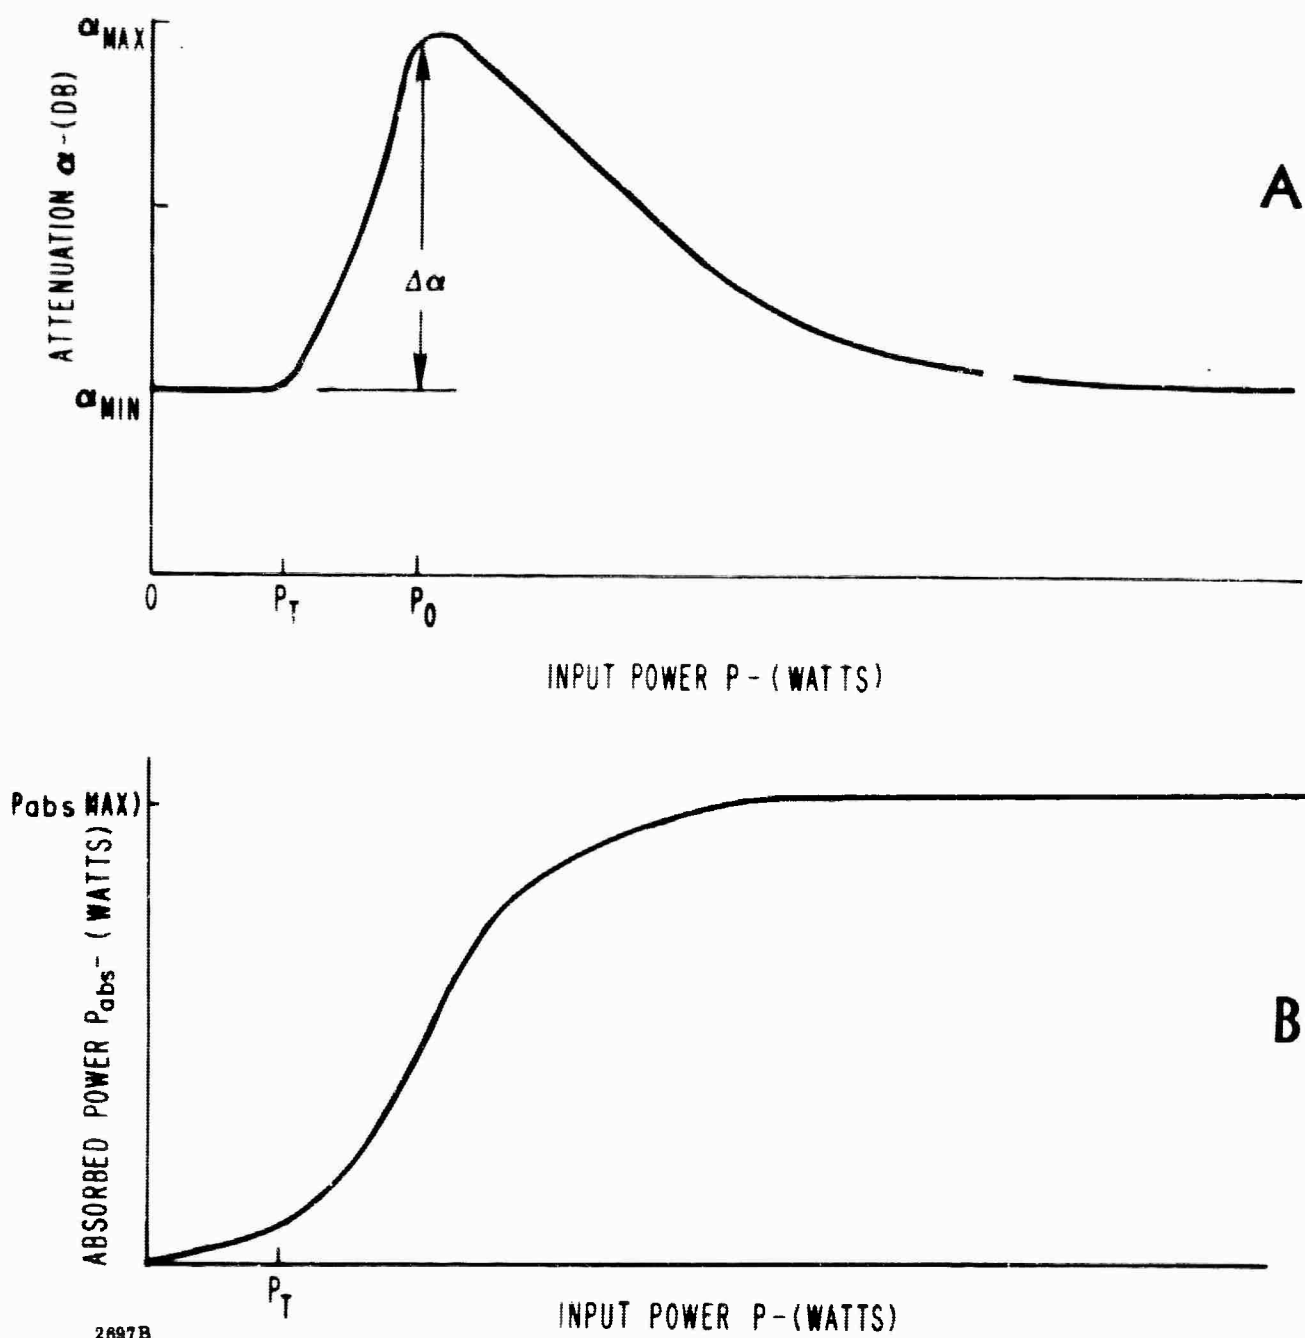 αMAX
ATTENUATION α-(DB)
A
Δα
αMIN
0
PT
P0
INPUT POWER P-(WATTS)
Pabs MAX)
ABSORBED POWER Pabs- (WATTS)
B
PT
INPUT POWER P-(WATTS)
2697B